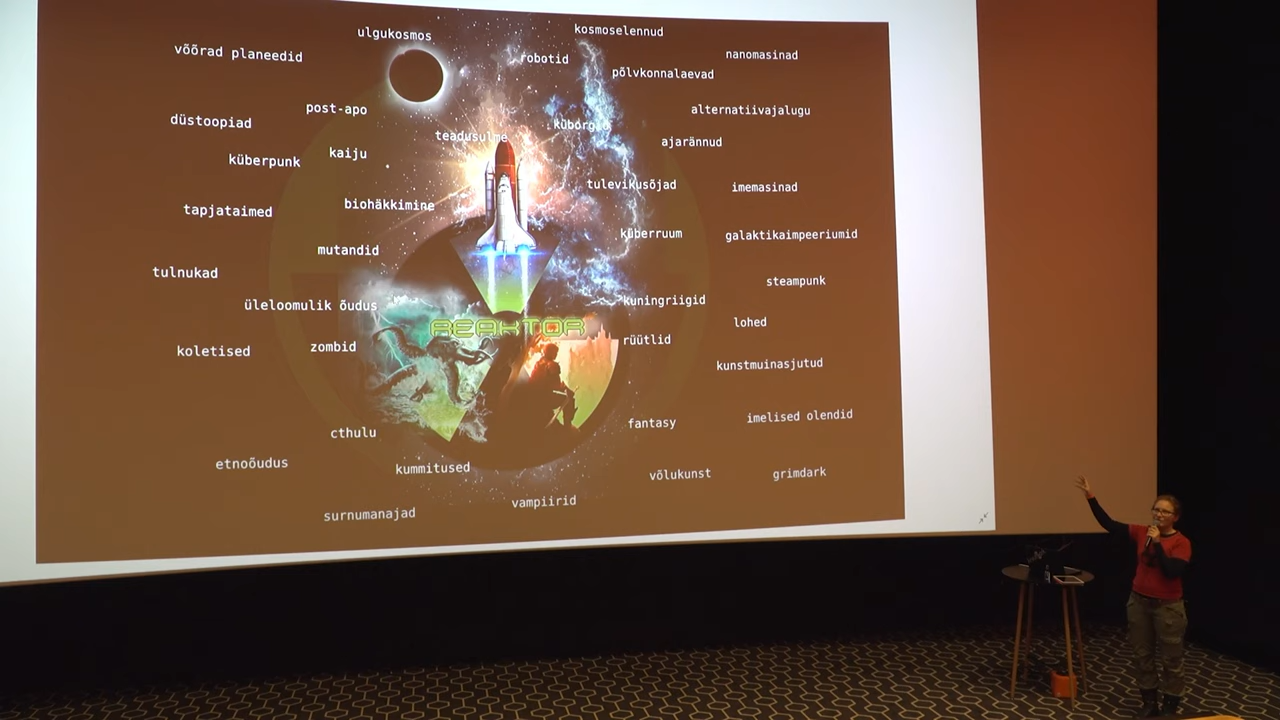 ulgukosmos
kosmoselennud
võõrad planeedid
robotid
nanomasinad
põlvkonnalaevad
post-apo
alternatiivajalugu
düstoopiad
teadusulme
küborgid
ajarännud
küberpunk
kaiju
tulevikusõjad
imemasinad
tapjataimed
biohäkkimine
küberruum
galaktikaimpeeriumid
mutandid
tulnukad
steampunk
üleloomulik õudus
kuningriigid
REAKTOR
lohed
koletised
zombid
rüütlid
kunstmuinasjutud
cthulu
fantasy
imelised olendid
etnoõudus
kummitused
võlukunst
grimdark
surnumanajad
vampiirid